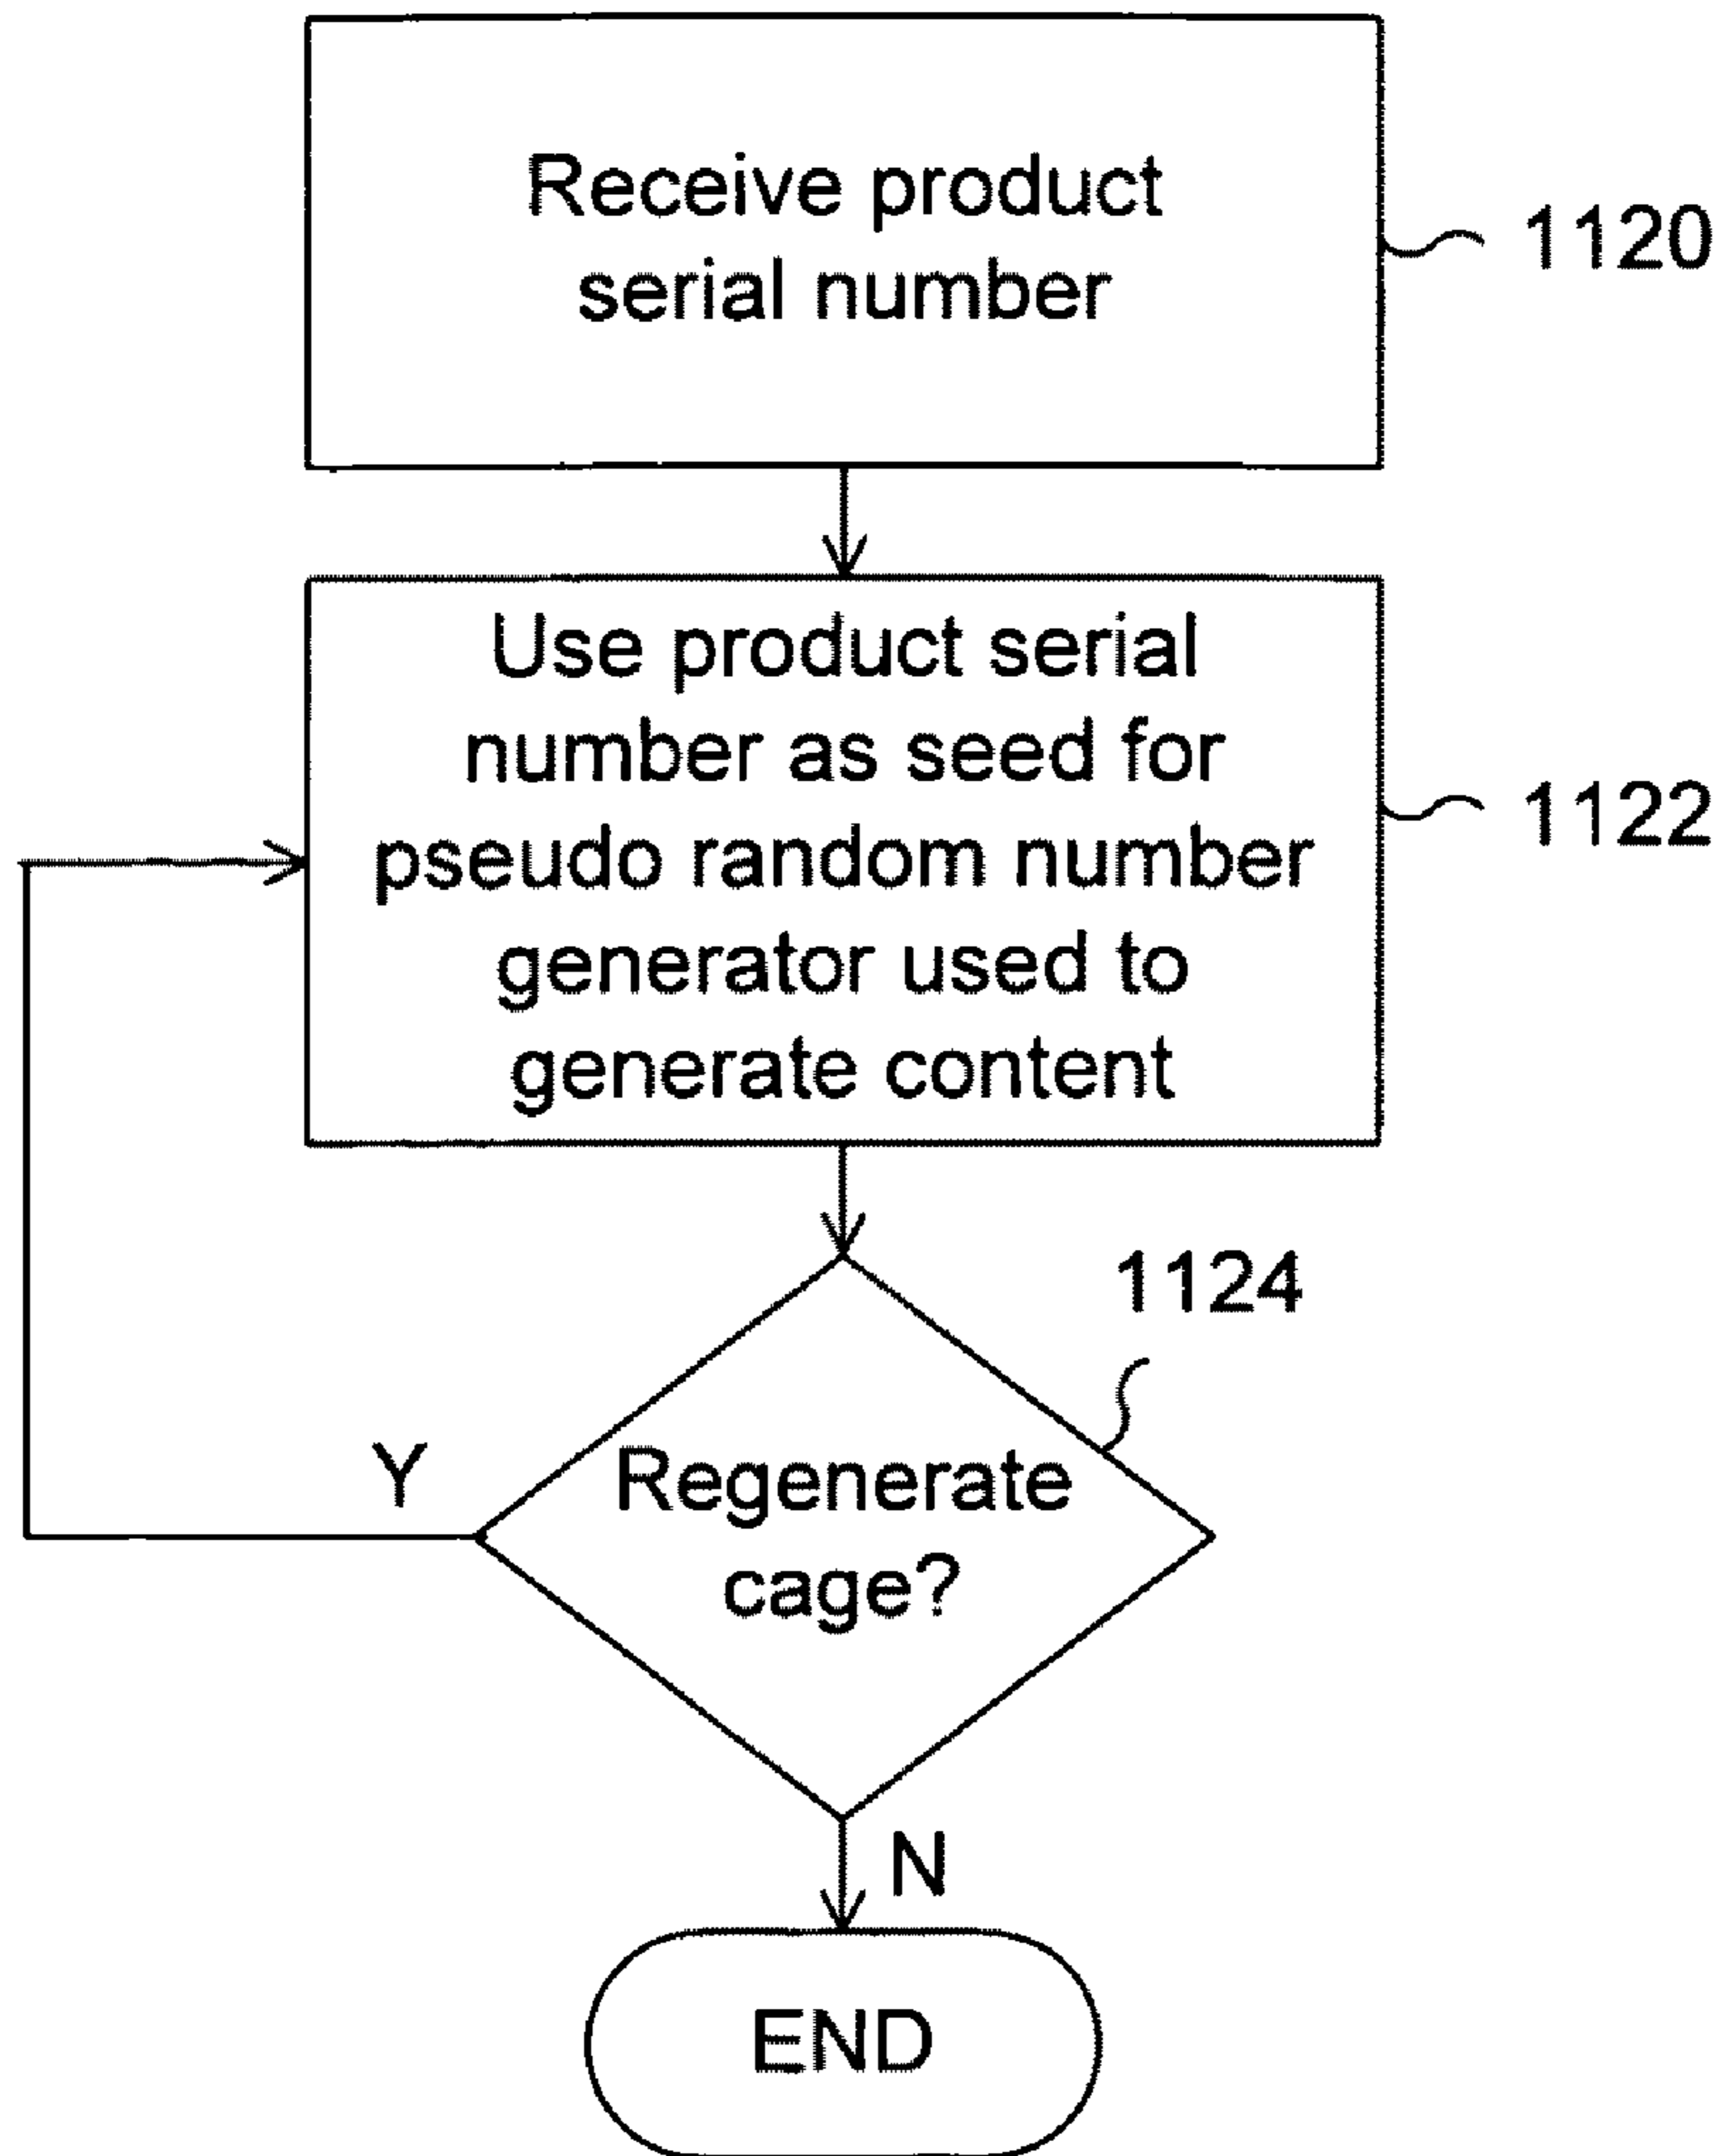 Receive product
serial number
1120
Use product serial
number as seed for
pseudo random number
generator used to
generate content
1122
1124
Regenerate
cage?
Y
N
END